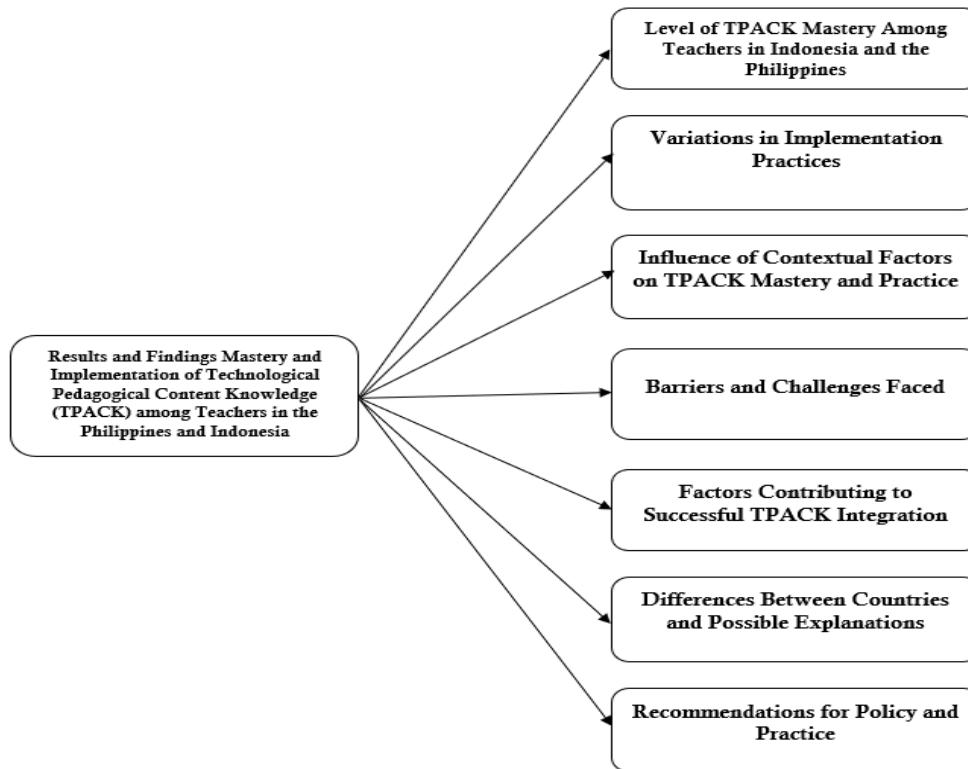 Results and Findings Mastery and
Implementation of Technological
Pedagogical Content Knowledge
(TPACK) among Teachers in the
Philippines and Indonesia
Level of TPACK Mastery Among
Teachers in Indonesia and the
Philippines
Variations in Implementation
Practices
Influence of Contextual Factors
on TPACK Mastery and Practice
Barriers and Challenges Faced
Factors Contributing to
Successful TPACK Integration
Differences Between Countries
and Possible Explanations
Recommendations for Policy and
Practice